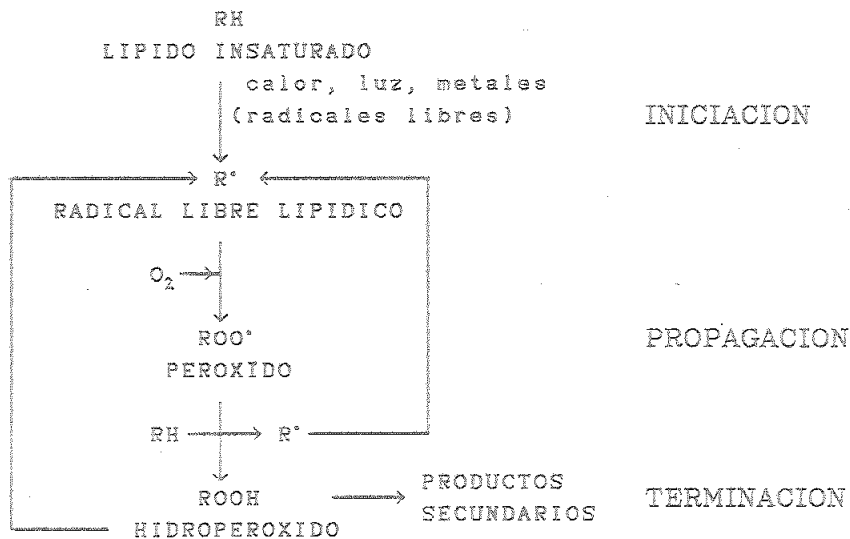 RH
LIPIDO INSATURADO
calor, luz, metales
(radicales libres)
INICIACION
R°
RADICAL LIBRE LIPIDICO
O₂
ROO°
PEROXIDO
PROPAGACION
RH
R°
ROOH
HIDROPEROXIDO
PRODUCTOS
SECUNDARIOS
TERMINACION